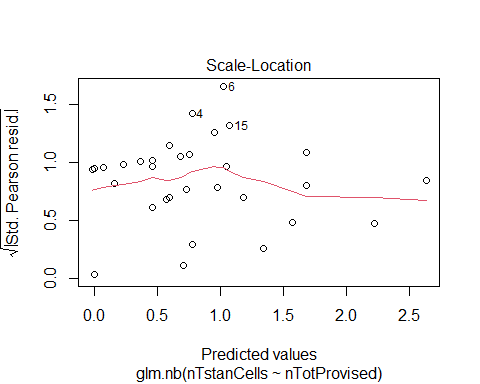 Scale-Location
√|Std. Pearson resid.|
0.0 0.5 1.0 1.5
6
4
15
0.0 0.5 1.0 1.5 2.0 2.5
Predicted values
glm.nb(nTstanCells ~ nTotProvised)